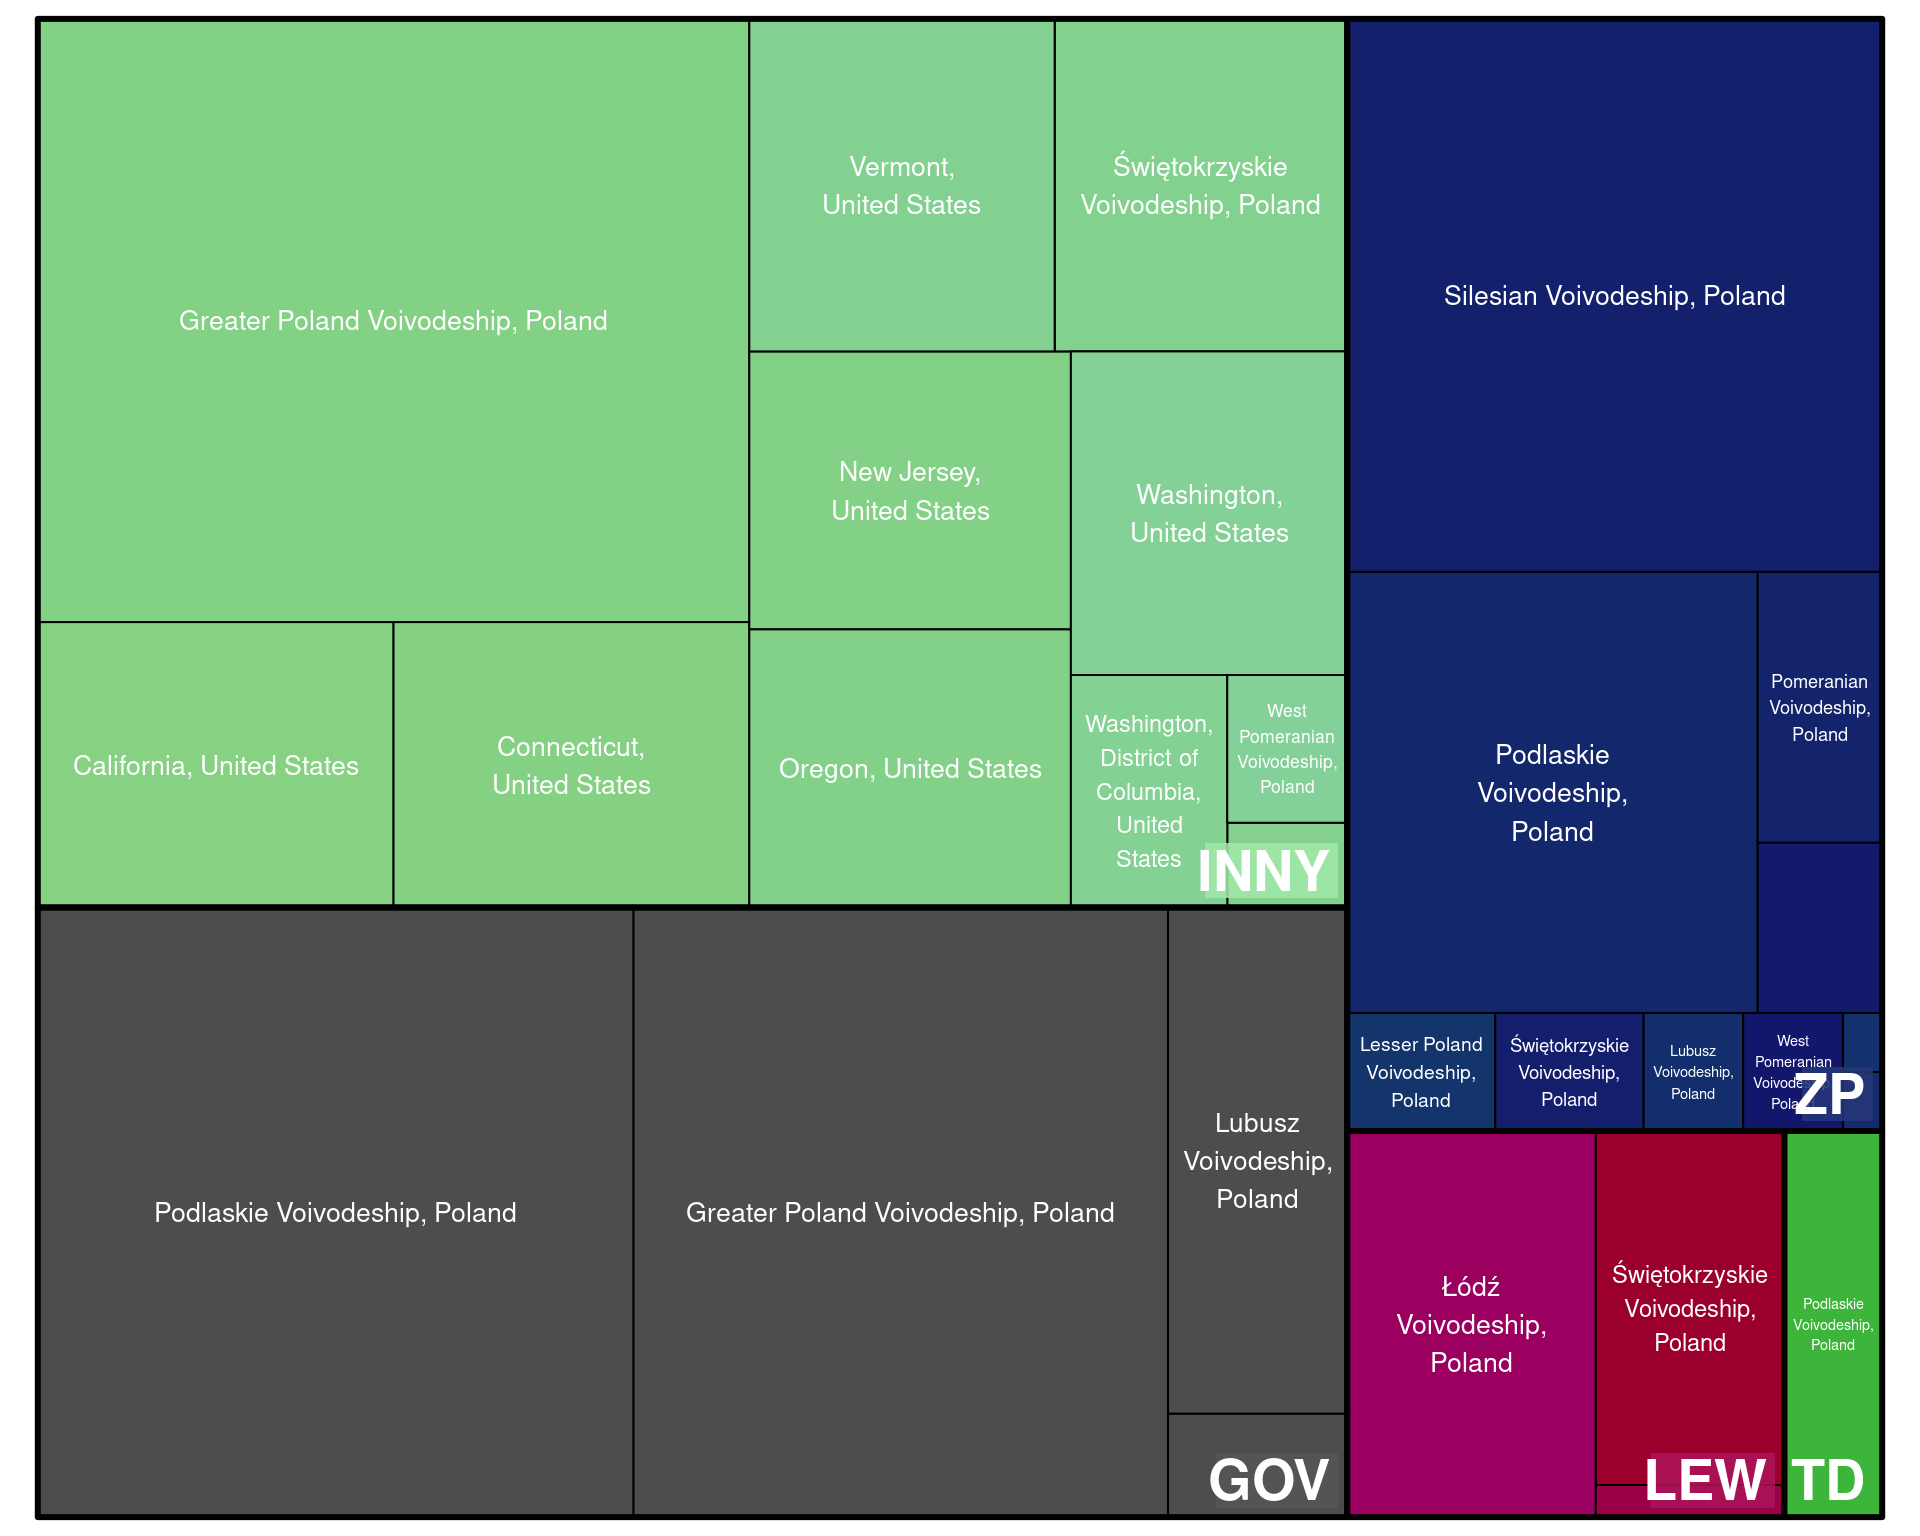 Greater Poland Voivodeship, Poland
Vermont,
United States
Świętokrzyskie
Voivodeship, Poland
New Jersey,
United States
Washington,
United States
California, United States
Connecticut,
United States
Oregon, United States
Washington,
District of
Columbia,
United
States
West
Pomeranian
Voivodeship,
Poland
INNY
Podlaskie Voivodeship, Poland
Greater Poland Voivodeship, Poland
Lubusz
Voivodeship,
Poland
GOV
Silesian Voivodeship, Poland
Podlaskie
Voivodeship,
Poland
Pomeranian
Voivodeship,
Poland
Lesser Poland
Voivodeship,
Poland
Świętokrzyskie
Voivodeship,
Poland
Lubusz
Voivodeship,
Poland
West
Pomeranian
Voivodeship,
Poland
ZP
Łódź
Voivodeship,
Poland
Świętokrzyskie
Voivodeship,
Poland
LEW
Podlaskie
Voivodeship,
Poland
TD